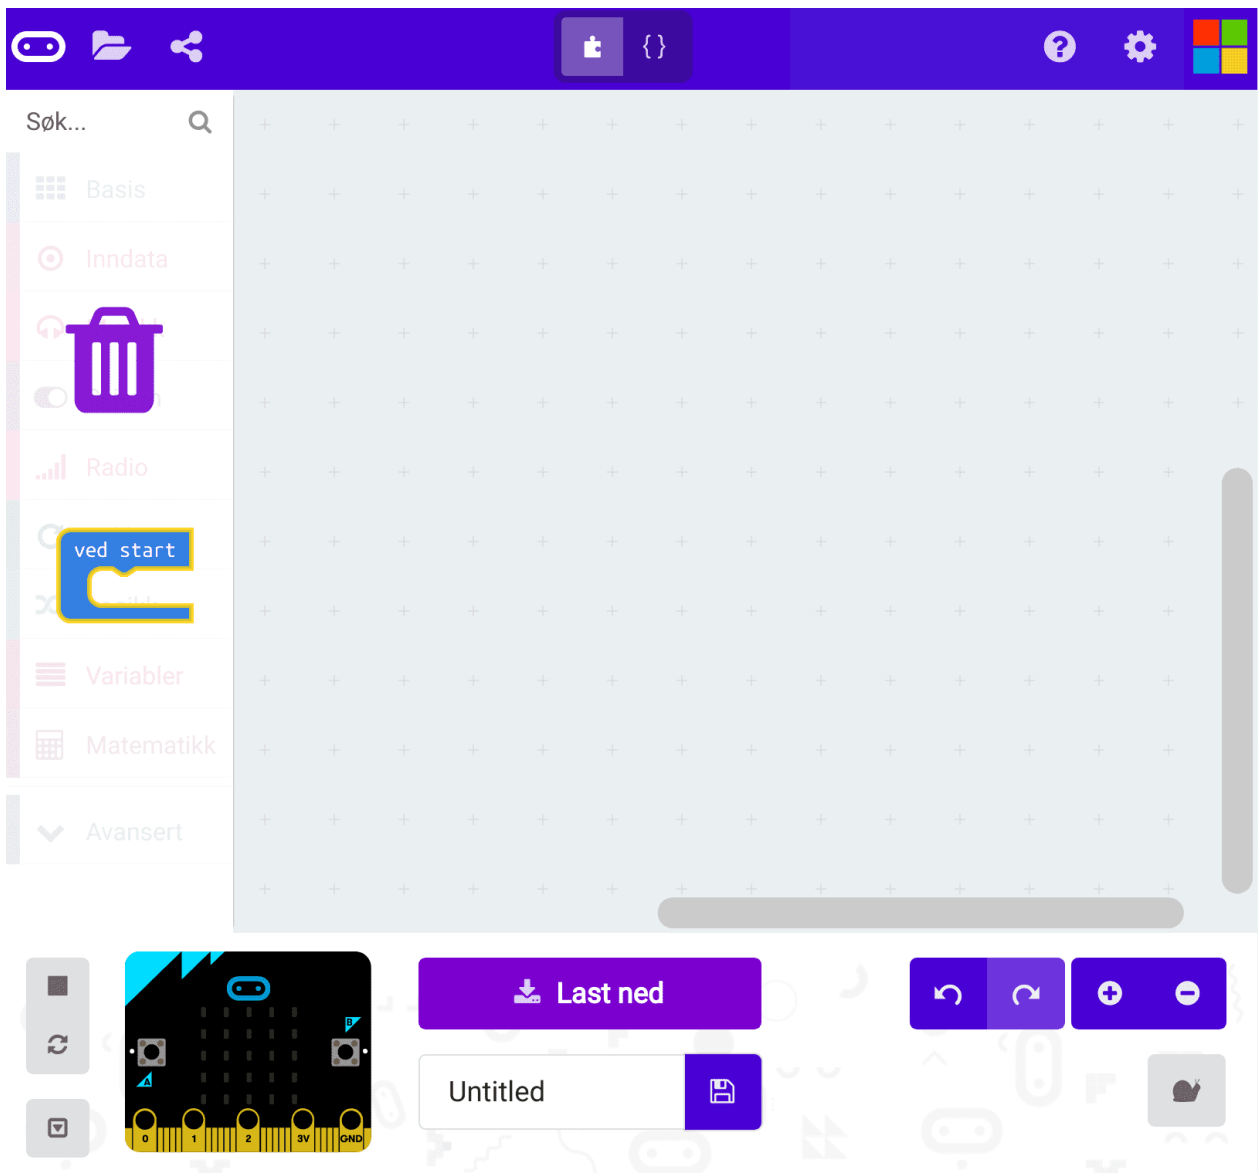 { }
?
Søk...
Basis
Inndata
Radio
ved start
Variabler
Matematikk
Avansert
Last ned
Untitled
B
A
0 1 2 3V GND